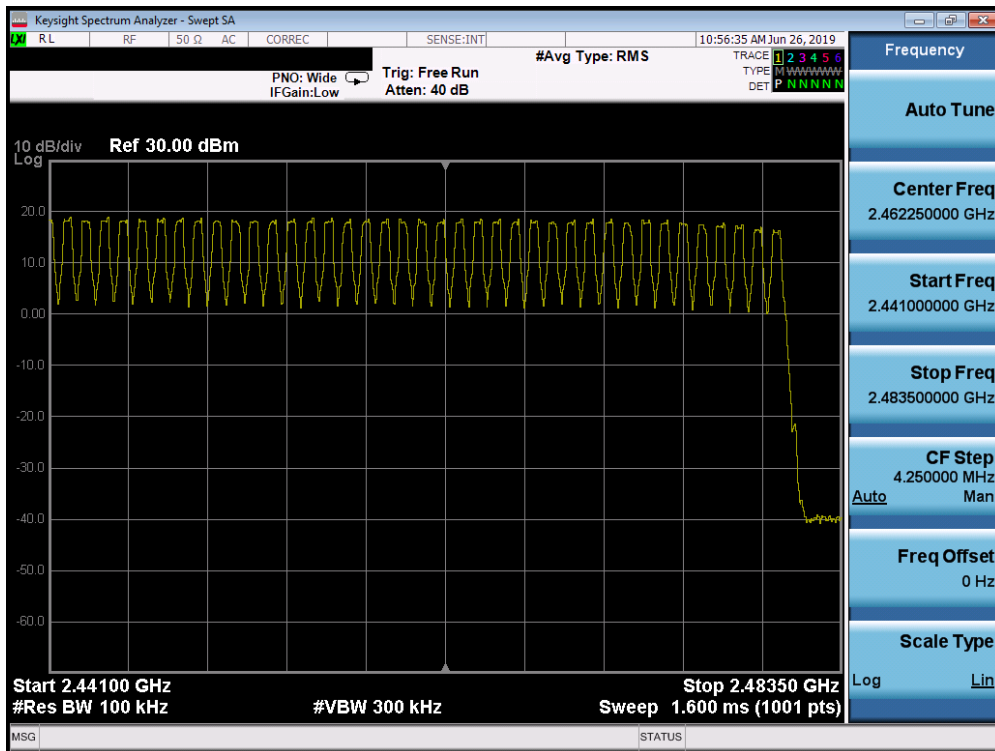 Keysight Spectrum Analyzer - Swept SA
LXI RL RF 50 Ω AC CORREC SENSE:INT 10:56:35 AM Jun 26, 2019
#Avg Type: RMS
TRACE 1 2 3 4 5 6
PNO: Wide Trig: Free Run
TYPE M W W W W W
IFGain:Low Atten: 40 dB
DET P N N N N N
10 dB/div Ref 30.00 dBm
Log
20.0
10.0
0.00
-10.0
-20.0
-30.0
-40.0
-50.0
-60.0
Start 2.44100 GHz Stop 2.48350 GHz
#Res BW 100 kHz #VBW 300 kHz Sweep 1.600 ms (1001 pts)
MSG STATUS
Frequency
Auto Tune
Center Freq
2.462250000 GHz
Start Freq
2.441000000 GHz
Stop Freq
2.483500000 GHz
CF Step
4.250000 MHz
Auto Man
Freq Offset
0 Hz
Scale Type
Log Lin